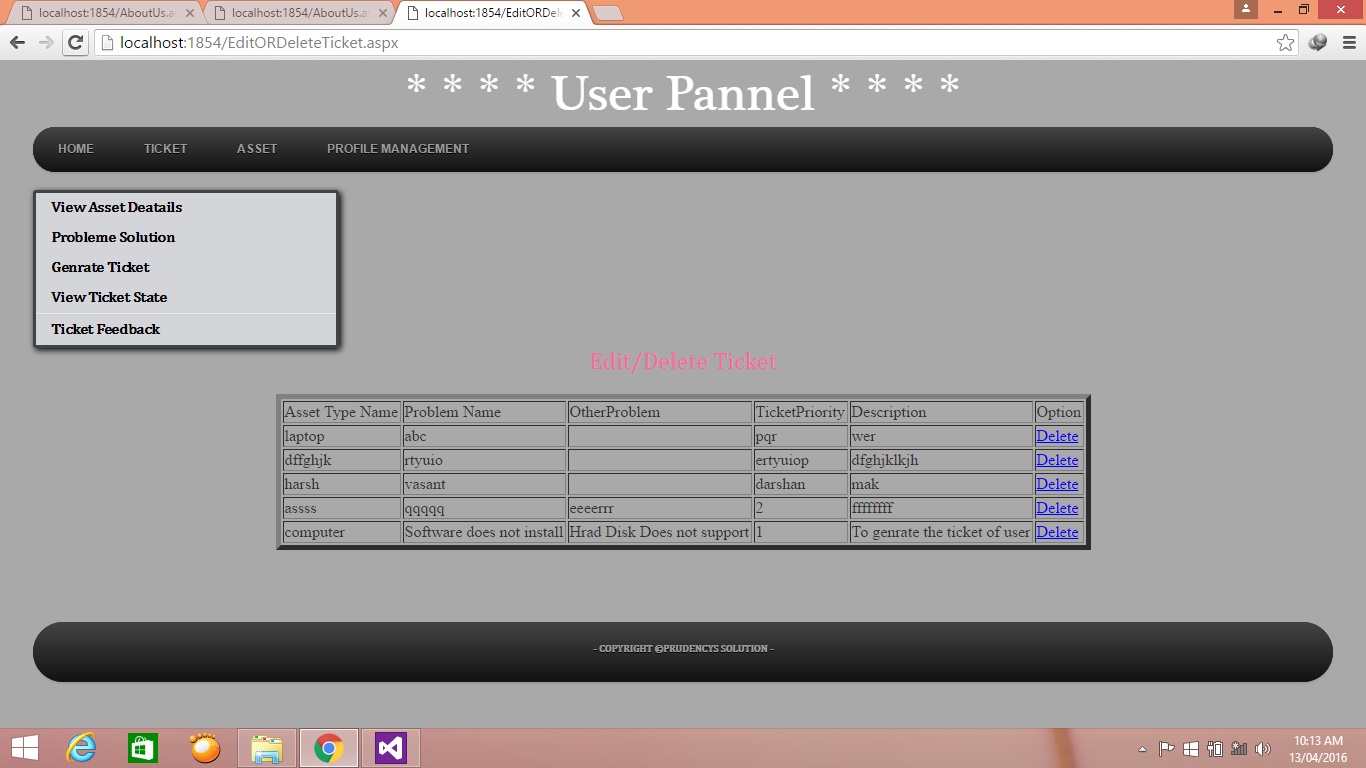 localhost:1854/AboutUs.as
localhost:1854/AboutUs.as
localhost:1854/EditORDele
localhost:1854/EditORDeleteTicket.aspx
* * * * User Pannel * * * *
HOME TICKET ASSET PROFILE MANAGEMENT
View Asset Deatails
Probleme Solution
Genrate Ticket
View Ticket State
Ticket Feedback
Edit/Delete Ticket
Asset Type Name Problem Name OtherProblem TicketPriority Description Option
laptop abc pqr wer Delete
dffghjk rtyuio ertyuiop dfghjklkjh Delete
harsh vasant darshan mak Delete
assss qqqqq eeeerrr 2 ffffffff Delete
computer Software does not install Hrad Disk Does not support 1 To genrate the ticket of user Delete
- COPYRIGHT ©PRUDENCYS SOLUTION -
10:13 AM
13/04/2016